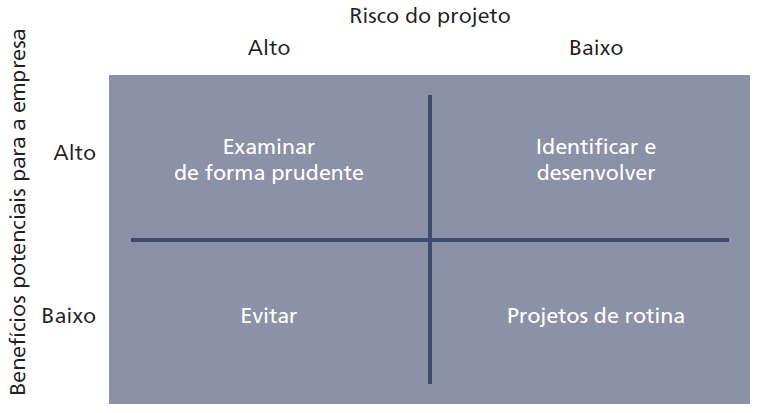 Risco do projeto
Alto
Baixo
Benefícios potenciais para a empresa
Alto
Examinar
de forma prudente
Identificar e
desenvolver
Baixo
Evitar
Projetos de rotina